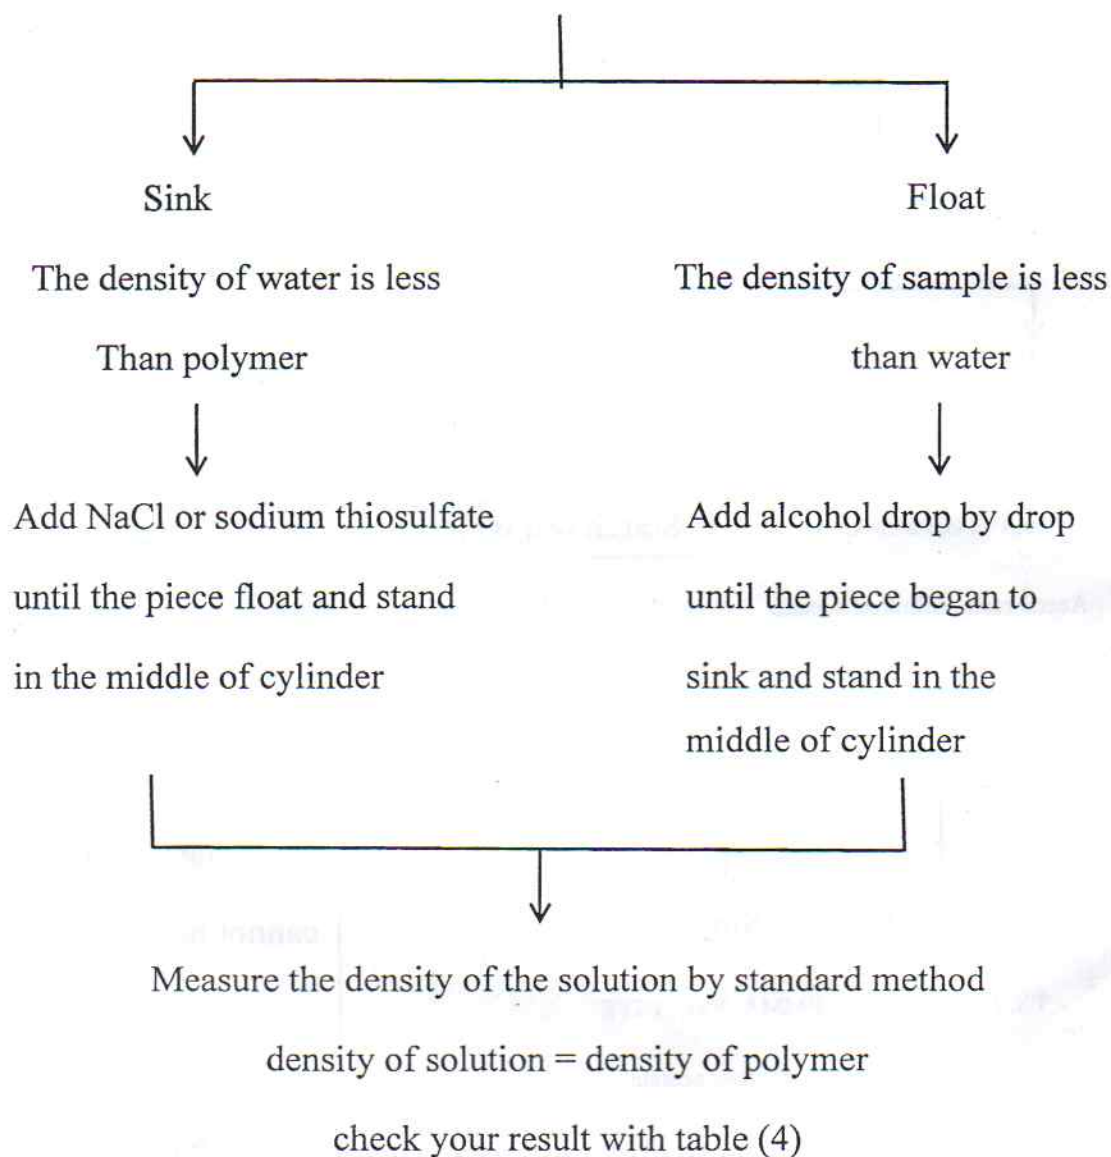 Sink
The density of water is less
Than polymer
Add NaCl or sodium thiosulfate
until the piece float and stand
in the middle of cylinder
Float
The density of sample is less
than water
Add alcohol drop by drop
until the piece began to
sink and stand in the
middle of cylinder
Measure the density of the solution by standard method
density of solution = density of polymer
check your result with table (4)